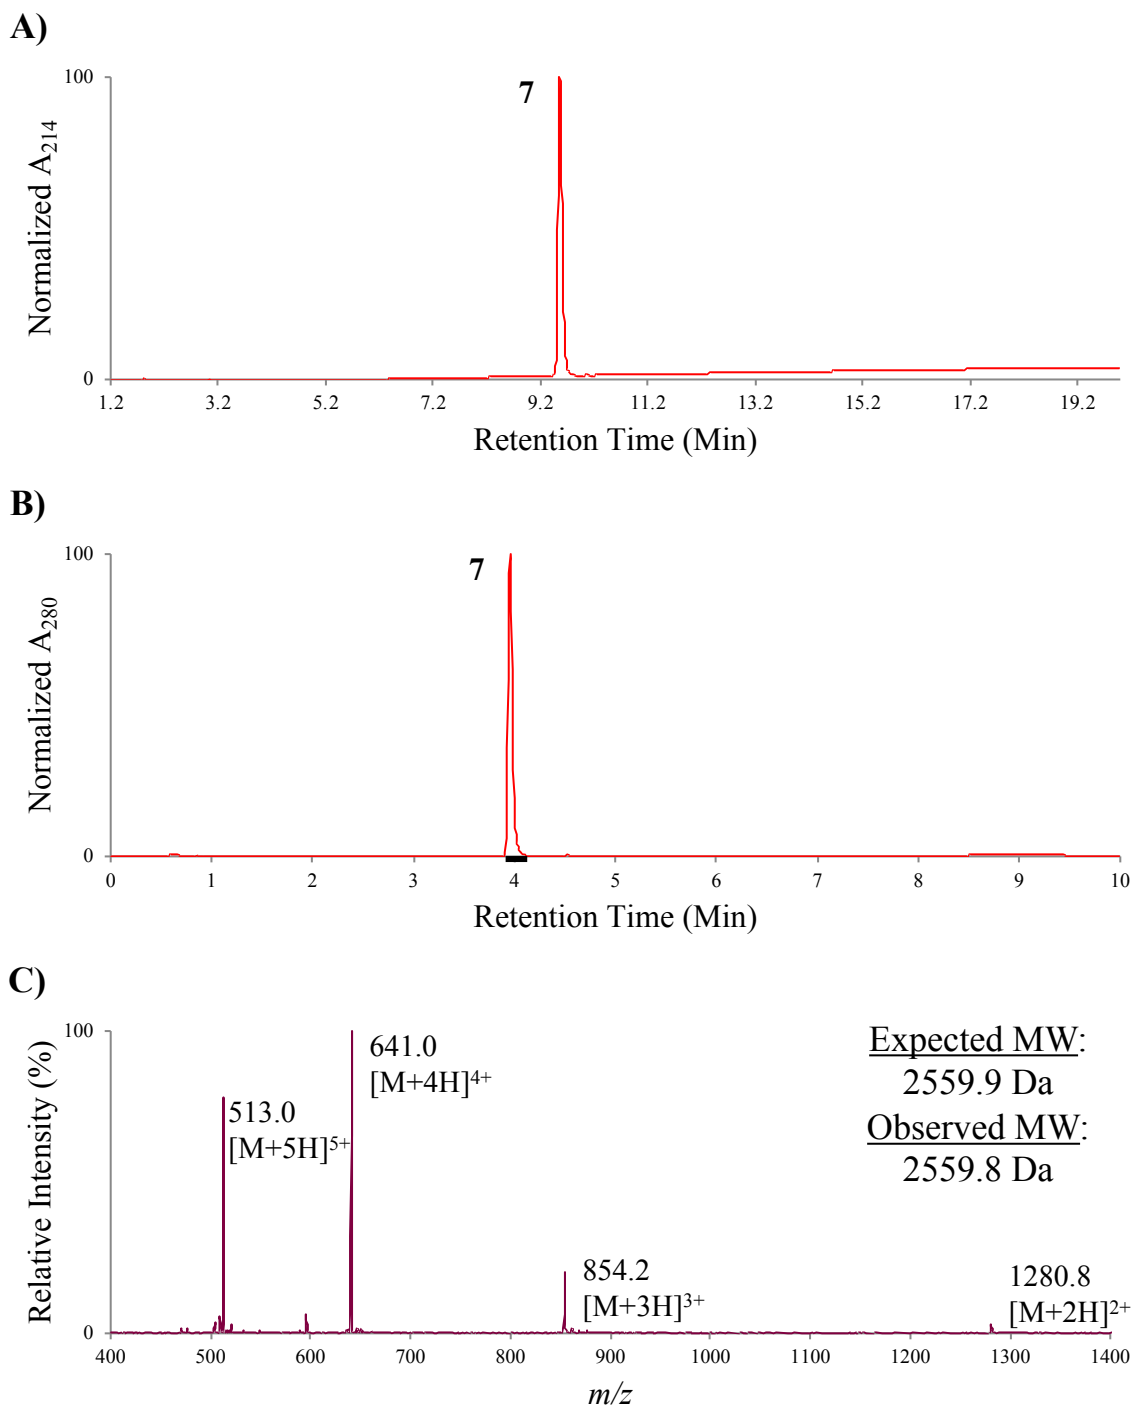 A)
100
7
Normalized A₂₁₄
0
1.2 3.2 5.2 7.2 9.2 11.2 13.2 15.2 17.2 19.2
Retention Time (Min)
B)
100
7
Normalized A₂₈₀
0
0 1 2 3 4 5 6 7 8 9 10
Retention Time (Min)
C)
100
641.0
[M+4H]⁴⁺
513.0
[M+5H]⁵⁺
Expected MW:
2559.9 Da
Observed MW:
2559.8 Da
854.2
[M+3H]³⁺
1280.8
[M+2H]²⁺
Relative Intensity (%)
0
400 500 600 700 800 900 1000 1100 1200 1300 1400
m/z